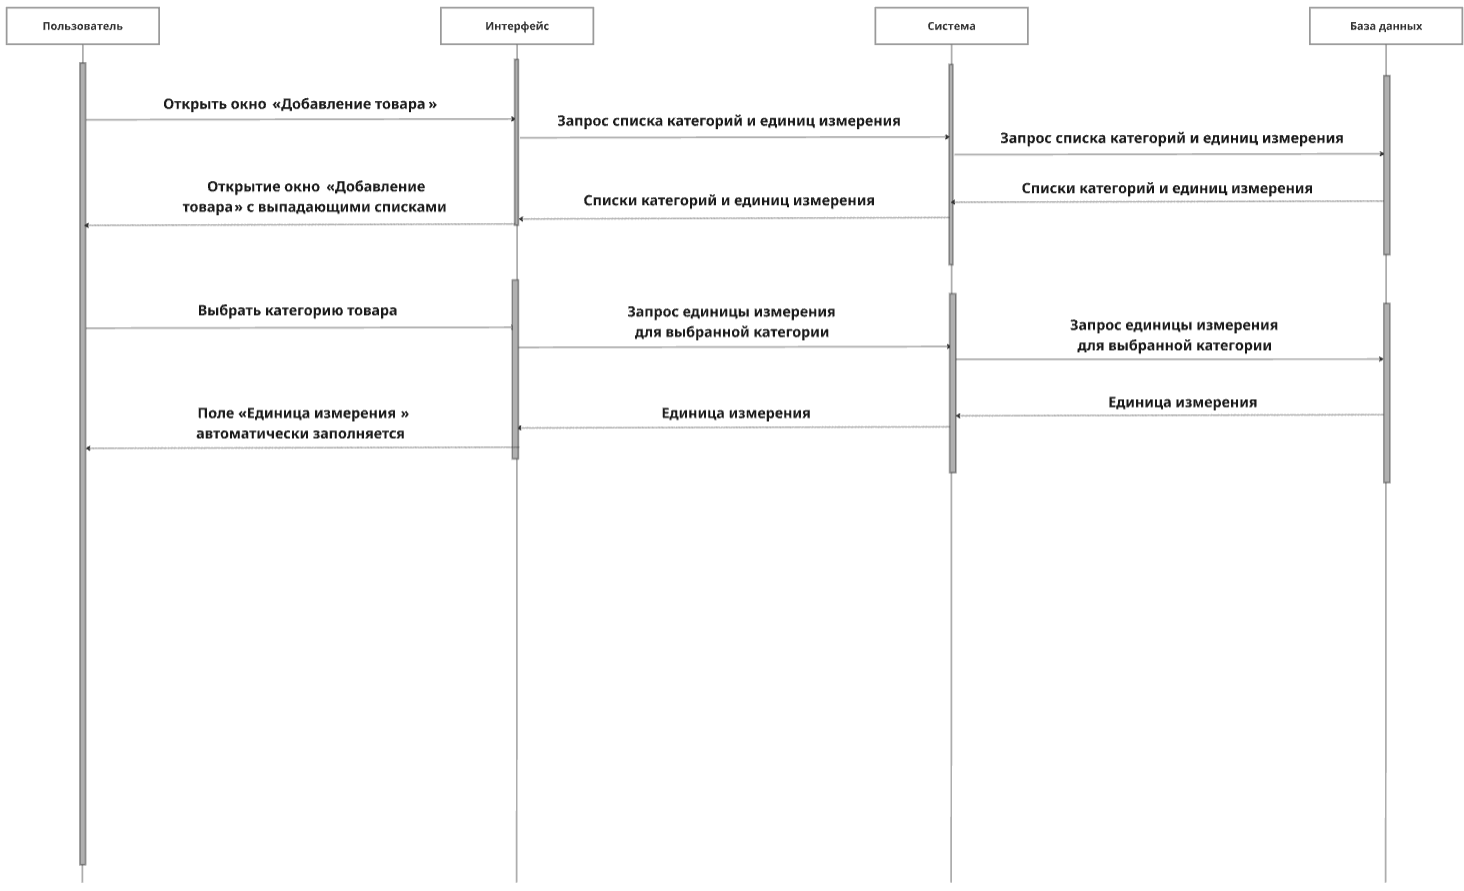 Пользователь
Интерфейс
Система
База данных
Открыть окно «Добавление товара»
Запрос списка категорий и единиц измерения
Запрос списка категорий и единиц измерения
Списки категорий и единиц измерения
Списки категорий и единиц измерения
Открытие окно «Добавление
товара» с выпадающими списками
Выбрать категорию товара
Запрос единицы измерения
для выбранной категории
Запрос единицы измерения
для выбранной категории
Единица измерения
Единица измерения
Поле «Единица измерения»
автоматически заполняется